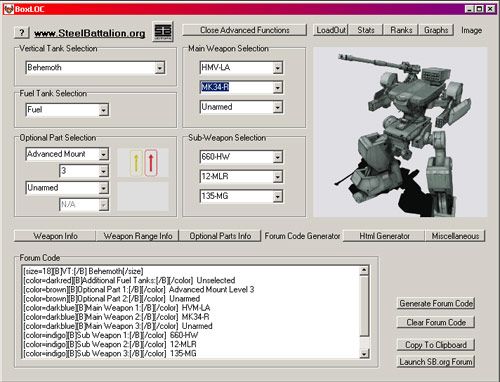 BoxLOC
? www.SteelBattalion.org SB Close Advanced Functions LoadOut Stats Ranks Graphs Image
Vertical Tank Selection
Behemoth
Fuel Tank Selection
Fuel
Main Weapon Selection
HMV-LA
MK34-R
Unarmed
Optional Part Selection
Advanced Mount
3
Unarmed
N/A
Sub-Weapon Selection
660-HW
12-MLR
135-MG
Weapon Info Weapon Range Info Optional Parts Info Forum Code Generator Html Generator Miscellaneous
Forum Code
[size=18][B]VT:[/B] Behemoth[/size]
[color=darkred][B]Additional Fuel Tanks:[/B][/color] Unselected
[color=brown][B]Optional Part 1:[/B][/color] Advanced Mount Level 3
[color=brown][B]Optional Part 2:[/B][/color] Unarmed
[color=darkblue][B]Main Weapon 1:[/B][/color] HVM-LA
[color=darkblue][B]Main Weapon 2:[/B][/color] MK34-R
[color=darkblue][B]Main Weapon 3:[/B][/color] Unarmed
[color=indigo][B]Sub Weapon 1:[/B][/color] 660-HW
[color=indigo][B]Sub Weapon 2:[/B][/color] 12-MLR
[color=indigo][B]Sub Weapon 3:[/B][/color] 135-MG
Generate Forum Code
Clear Forum Code
Copy To Clipboard
Launch SB.org Forum